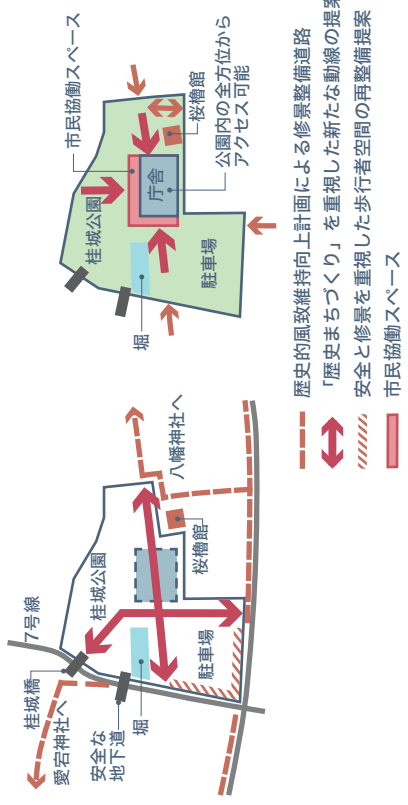 桂城橋
愛宕神社へ
7号線
安全な
地下道
堀
桂城公園
駐車場
桜櫓館
八幡神社へ
堀
桂城公園
市民協働スペース
庁舎
駐車場
桜櫓館
公園内の全方位から
アクセス可能
歴史的風致維持向上計画による修景整備道路
「歴史まちづくり」を重視した新たな動線の提案
安全と修景を重視した歩行者空間の再整備提案
市民協働スペース